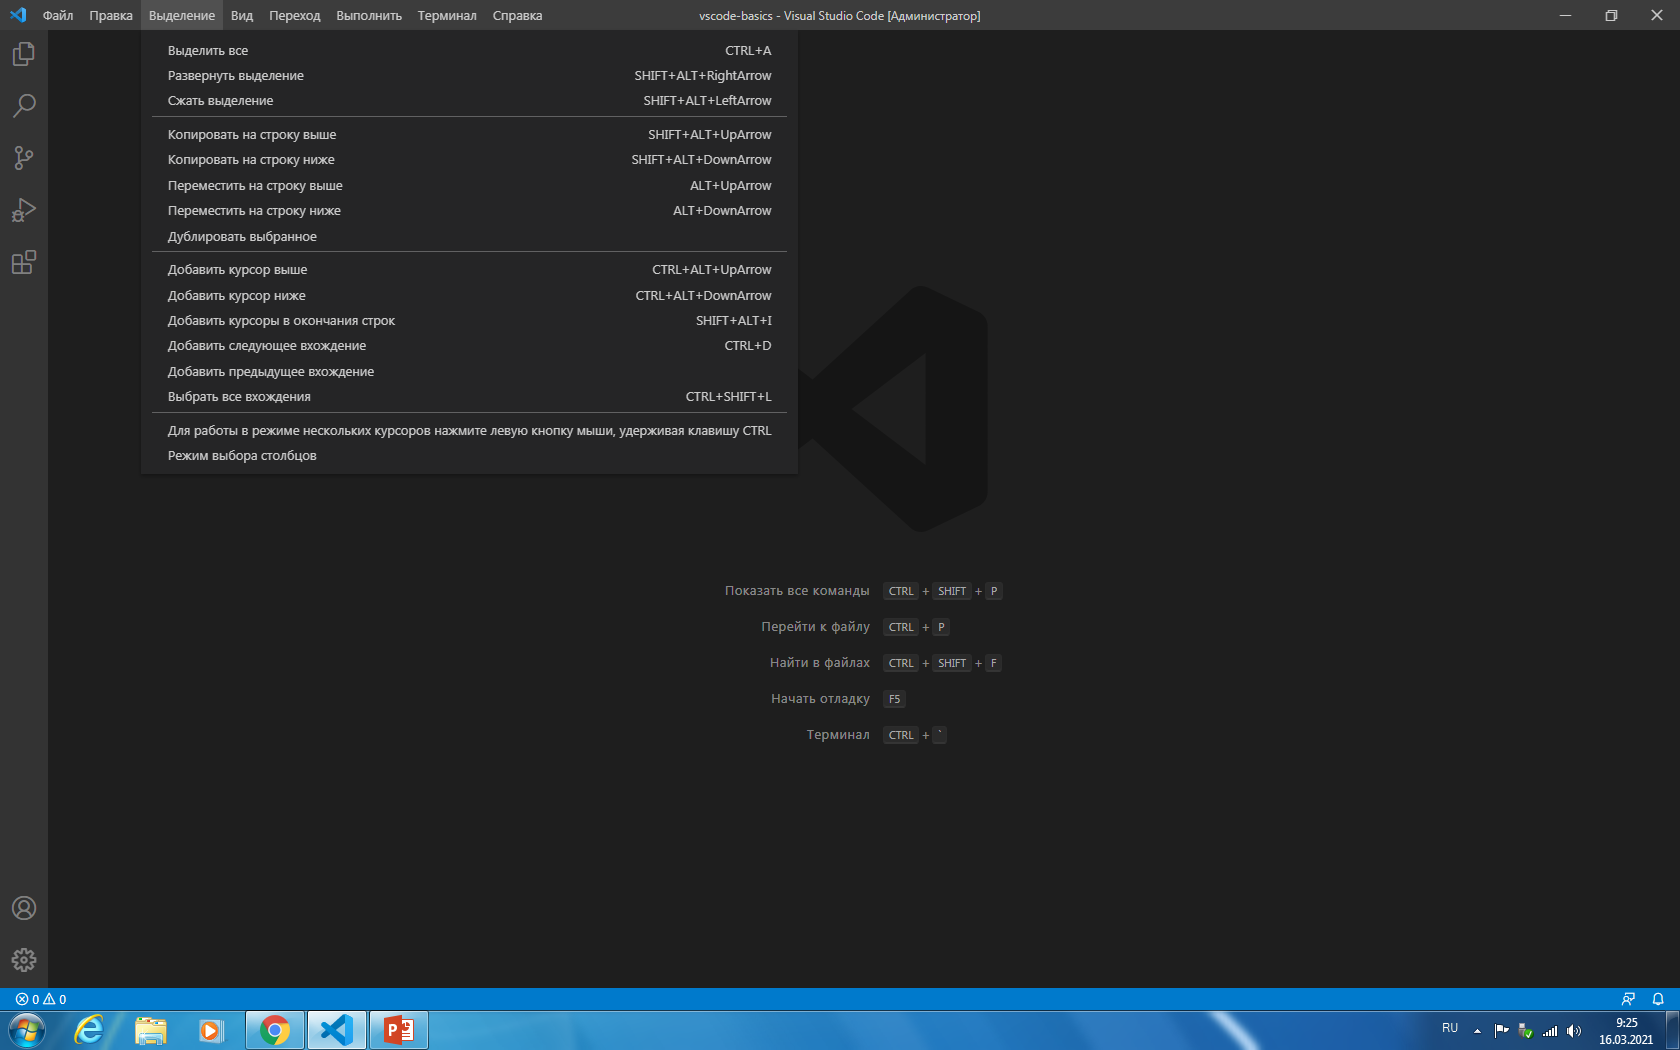 Файл Правка Выделение Вид Переход Выполнить Терминал Справка vscode-basics - Visual Studio Code [Администратор]
Выделить все CTRL+A
Развернуть выделение SHIFT+ALT+RightArrow
Сжать выделение SHIFT+ALT+LeftArrow
Копировать на строку выше SHIFT+ALT+UpArrow
Копировать на строку ниже SHIFT+ALT+DownArrow
Переместить на строку выше ALT+UpArrow
Переместить на строку ниже ALT+DownArrow
Дублировать выбранное
Добавить курсор выше CTRL+ALT+UpArrow
Добавить курсор ниже CTRL+ALT+DownArrow
Добавить курсоры в окончания строк SHIFT+ALT+I
Добавить следующее вхождение CTRL+D
Добавить предыдущее вхождение
Выбрать все вхождения CTRL+SHIFT+L
Для работы в режиме нескольких курсоров нажмите левую кнопку мыши, удерживая клавишу CTRL
Режим выбора столбцов
Показать все команды CTRL + SHIFT + P
Перейти к файлу CTRL + P
Найти в файлах CTRL + SHIFT + F
Начать отладку F5
Терминал CTRL + `
0 0
RU 9:25
16.03.2021